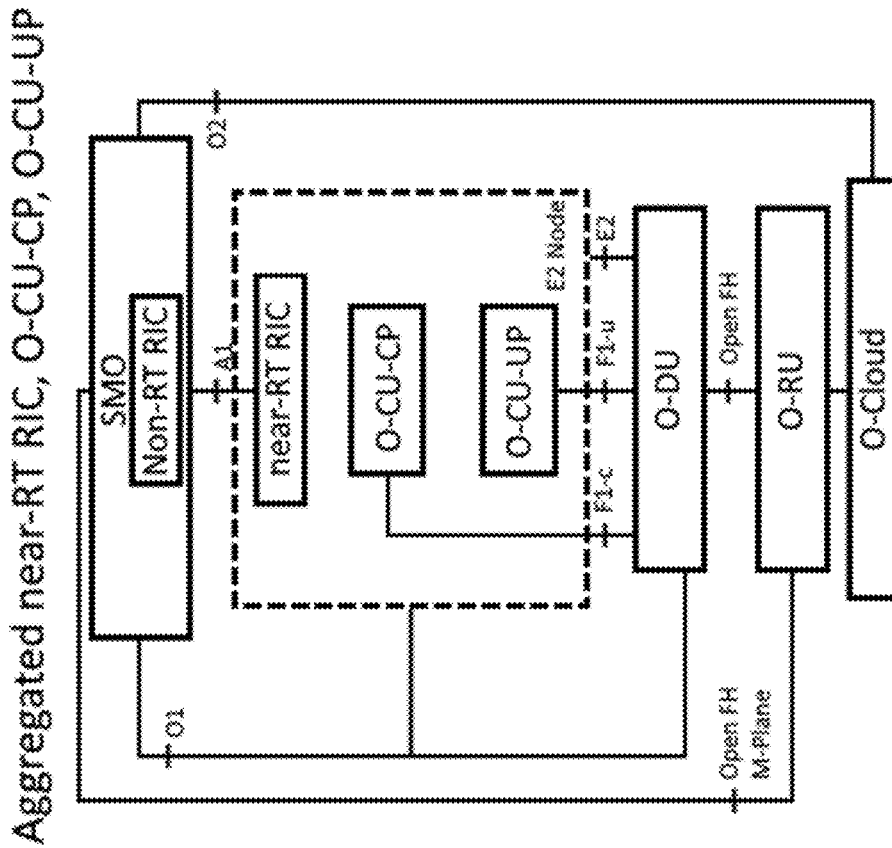 Aggregated near-RT RIC, O-CU-CP, O-CU-UP
SMO
Non-RT RIC
O2
O1
A1
near-RT RIC
O-CU-CP
O-CU-UP
E2 Node
F1-c
F1-u
E2
O-DU
Open FH
Open FH
M-Plane
O-RU
O-Cloud